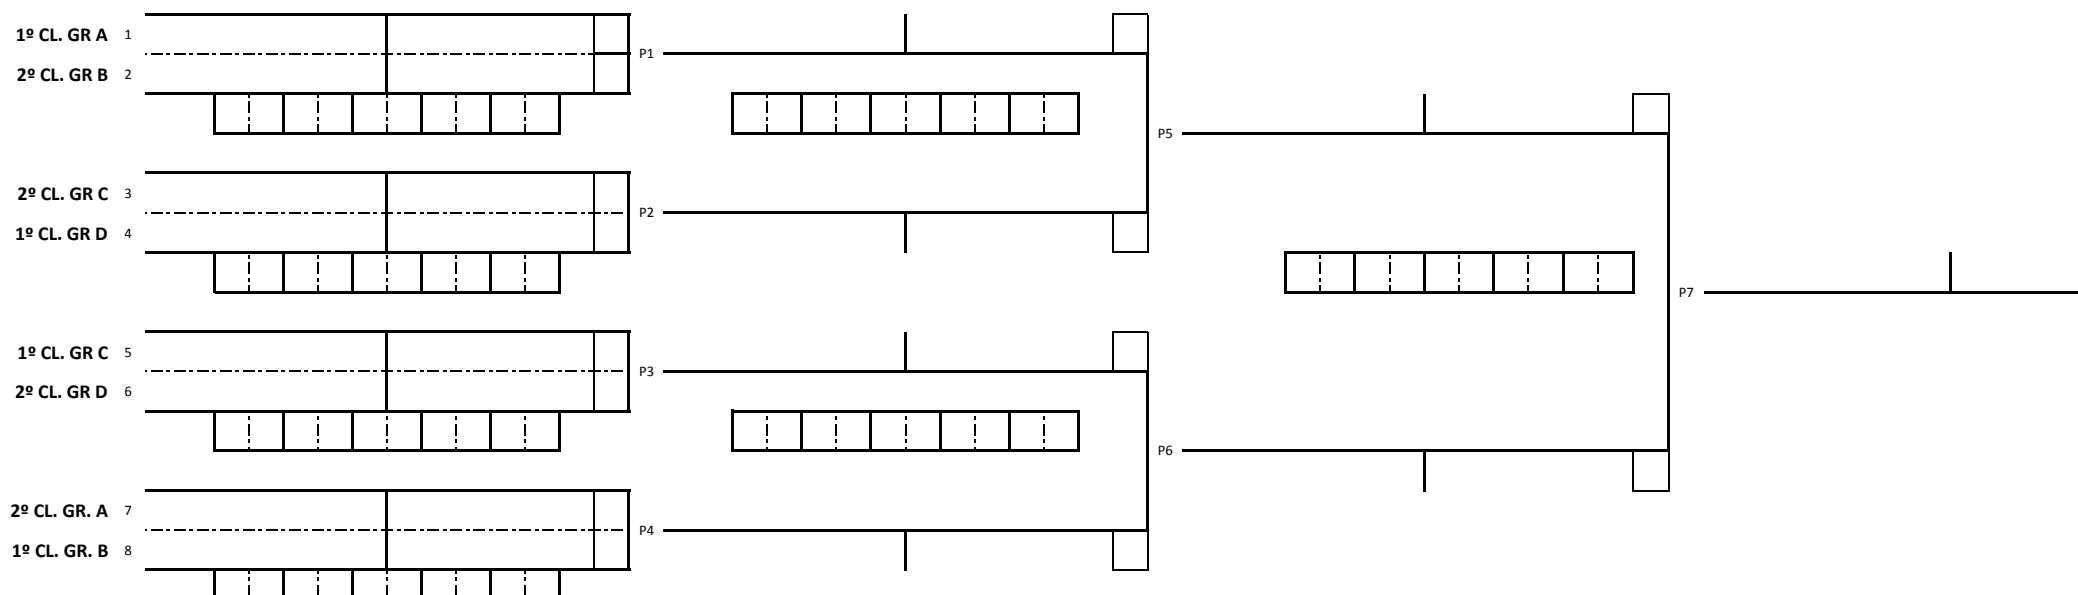 1º CL. GR A 1
P1
2º CL. GR B 2
P5
2º CL. GR C 3
P2
1º CL. GR D 4
P7
1º CL. GR C 5
P3
2º CL. GR D 6
P6
2º CL. GR. A 7
P4
1º CL. GR. B 8